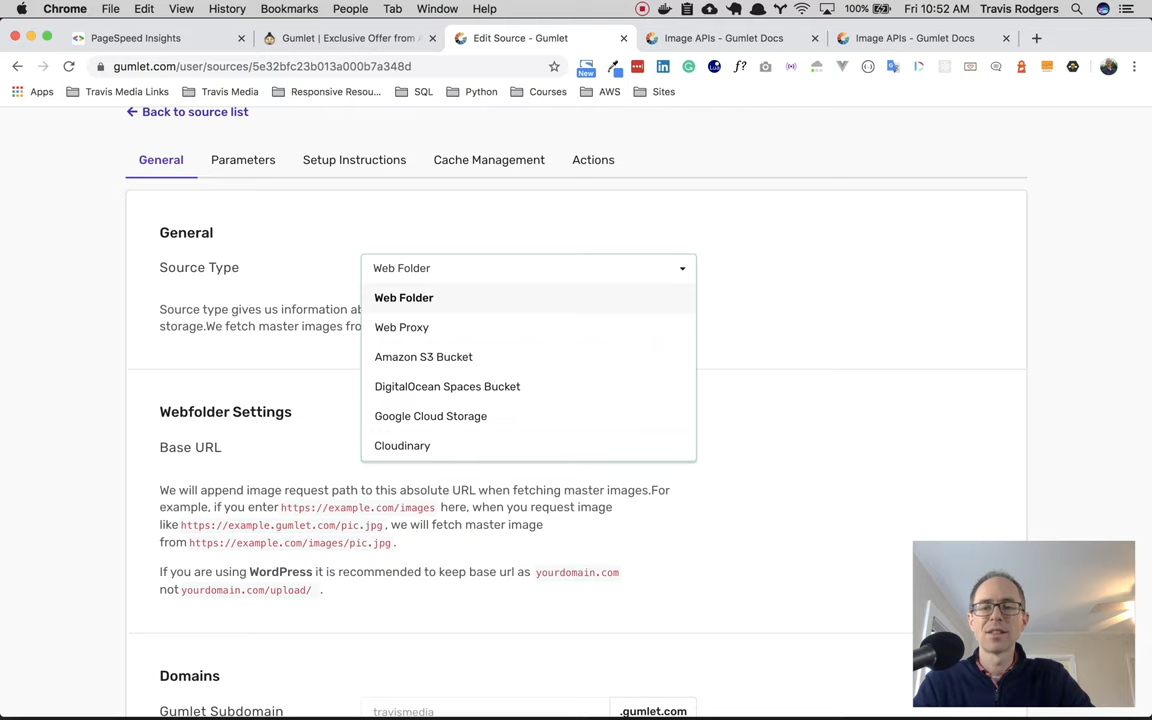 Chrome File Edit View History Bookmarks People Tab Window Help 100% Fri 10:52 AM Travis Rodgers
PageSpeed Insights Gumlet | Exclusive Offer from A Edit Source - Gumlet Image APIs - Gumlet Docs Image APIs - Gumlet Docs
gumlet.com/user/sources/5e32bfc23b013a000b7a348d New
Apps Travis Media Links Travis Media Responsive Resou... SQL Python Courses AWS Sites
Back to source list
General Parameters Setup Instructions Cache Management Actions
General
Source Type
Web Folder
Web Folder
Web Proxy
Amazon S3 Bucket
DigitalOcean Spaces Bucket
Google Cloud Storage
Cloudinary
Source type gives us information ab
storage.We fetch master images fro
Webfolder Settings
Base URL
We will append image request path to this absolute URL when fetching master images.For
example, if you enter https://example.com/images here, when you request image
like https://example.gumlet.com/pic.jpg, we will fetch master image
from https://example.com/images/pic.jpg.
If you are using WordPress it is recommended to keep base url as yourdomain.com
not yourdomain.com/upload/ .
Domains
Gumlet Subdomain travismedia .gumlet.com